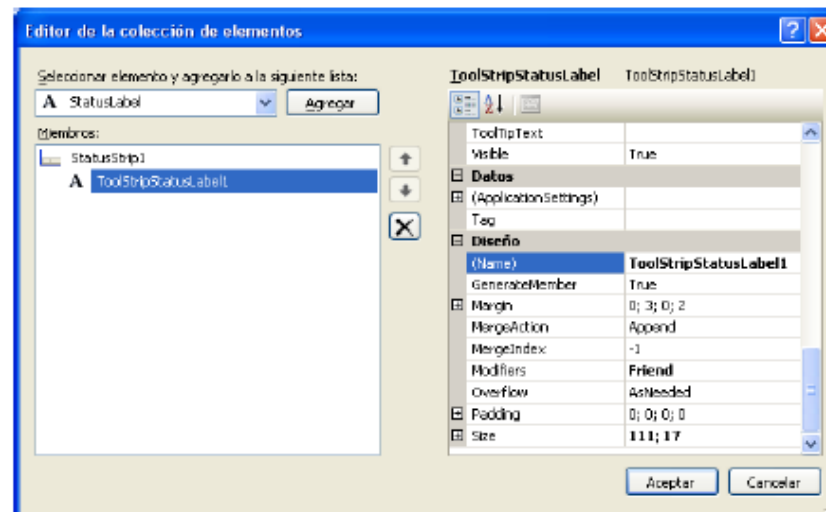 Editor de la colección de elementos
Seleccionar elemento y agregarlo a la siguiente lista:
A StatusLabel
Agregar
Miembros:
StatusStrip1
A ToolStripStatusLabel1
ToolStripStatusLabel ToolStripStatusLabel1
ToolTipText
Visible True
Datos
(ApplicationSettings)
Tag
Diseño
(Name) ToolStripStatusLabel1
GenerateMember True
Margin 0; 3; 0; 2
MergeAction Append
MergeIndex -1
Modifiers Friend
Overflow AsNeeded
Padding 0; 0; 0; 0
Size 111; 17
Aceptar Cancelar